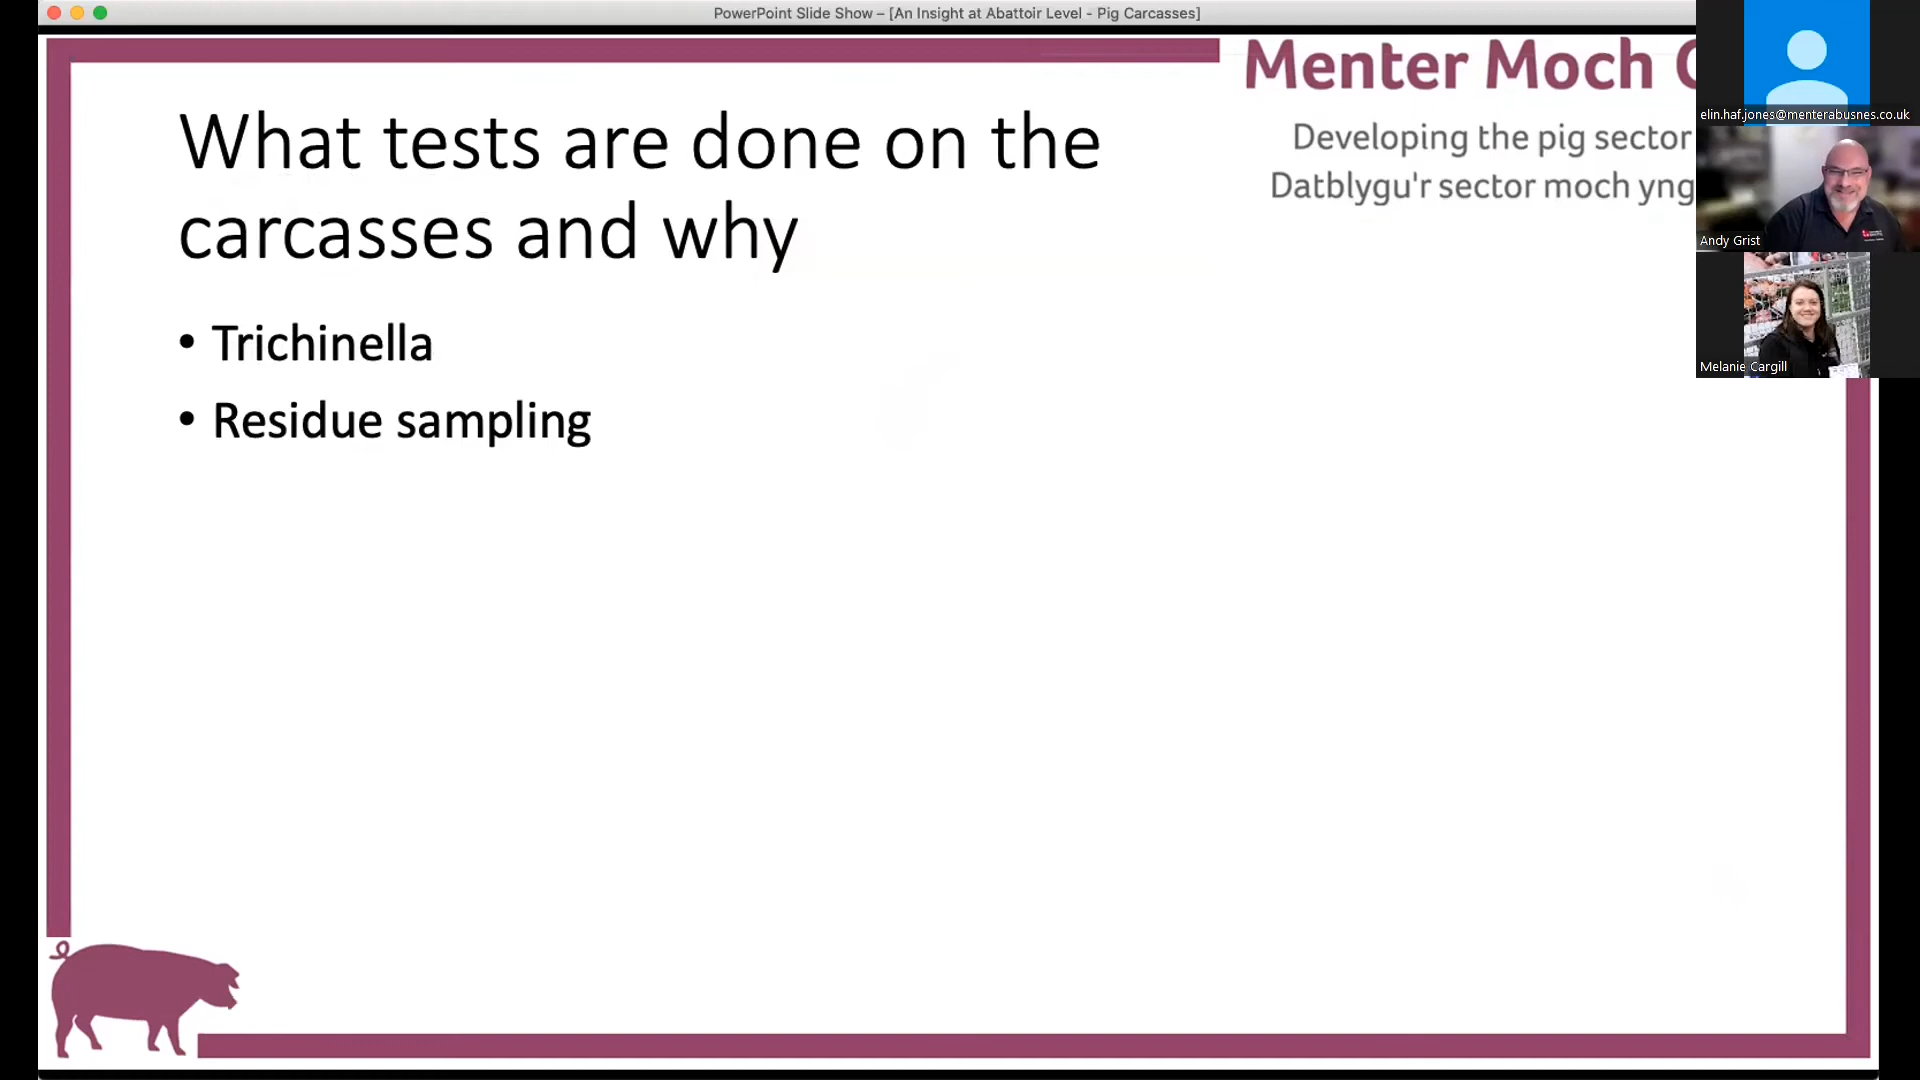 PowerPoint Slide Show – [An Insight at Abattoir Level - Pig Carcasses]
Menter Moch C
Developing the pig sector
Datblygu'r sector moch yng
What tests are done on the
carcasses and why
• Trichinella
• Residue sampling
elin.haf.jones@menterabusnes.co.uk
Andy Grist
Melanie Cargill